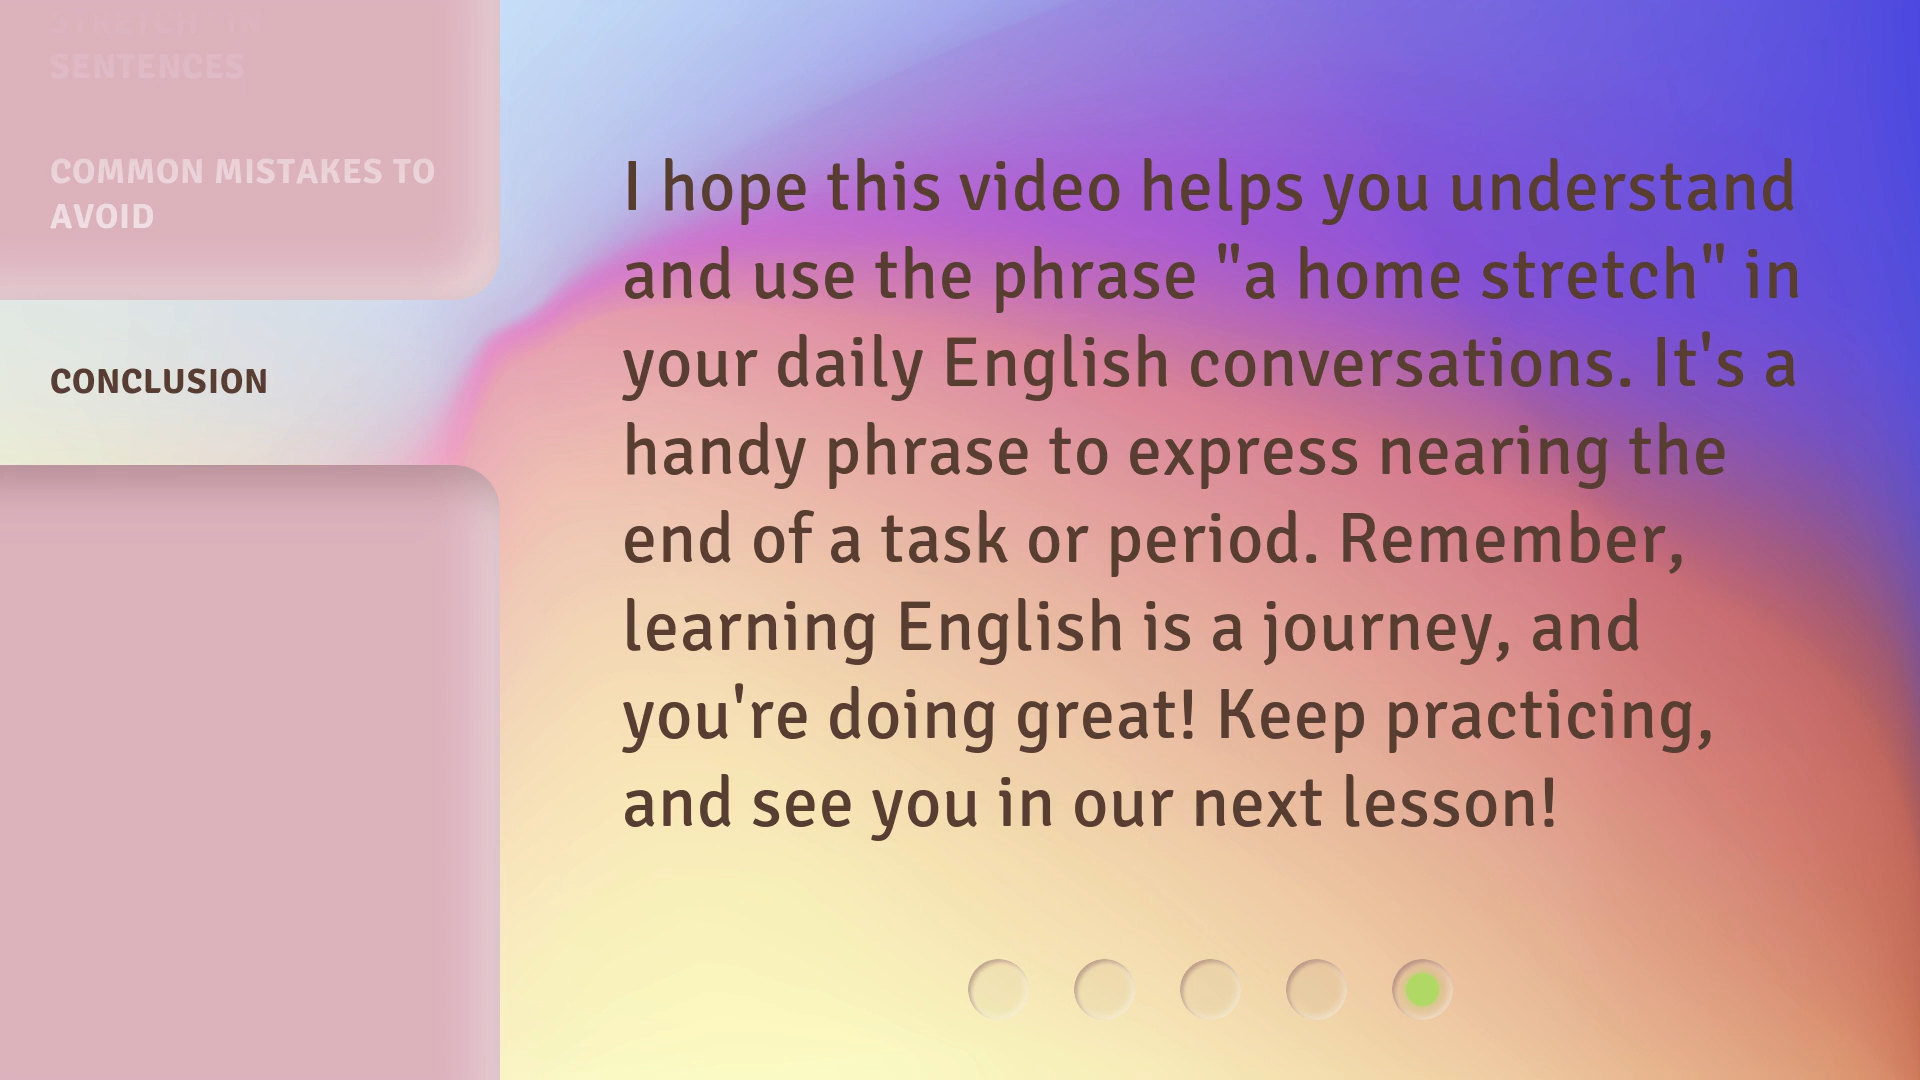 STRETCH" IN
SENTENCES
COMMON MISTAKES TO
AVOID
CONCLUSION
I hope this video helps you understand
and use the phrase "a home stretch" in
your daily English conversations. It's a
handy phrase to express nearing the
end of a task or period. Remember,
learning English is a journey, and
you're doing great! Keep practicing,
and see you in our next lesson!